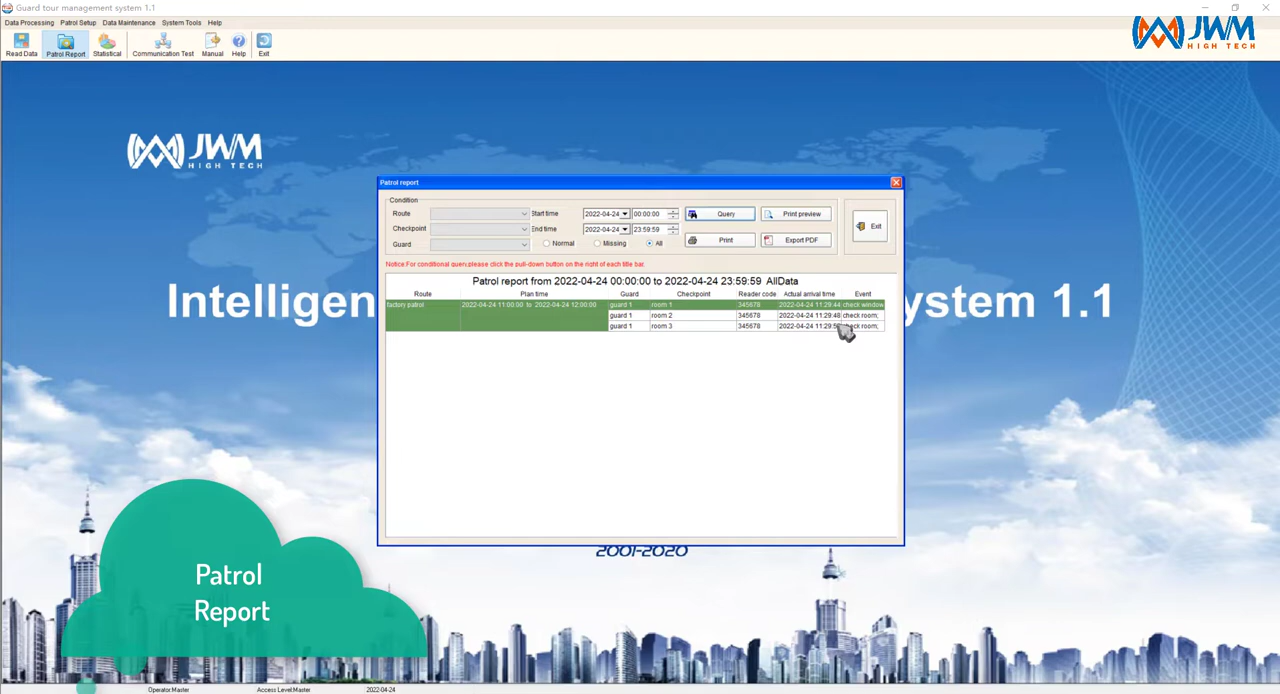 Guard tour management system 1.1
Data Processing Patrol Setup Data Maintenance System Tools Help
Read Data Patrol Report Statistical Communication Test Manual Help Exit
JWM
HIGH TECH
JWM
HIGH TECH
Intelligen
ystem 1.1
Patrol report
Condition
Route Start time 2022-04-24 00:00:00 Query Print preview
Checkpoint End time 2022-04-24 23:59:59
Guard Normal Missing All Print Export PDF
Exit
Notice:For conditional query,please click the pull-down button on the right of each title bar.
Patrol report from 2022-04-24 00:00:00 to 2022-04-24 23:59:59 AllData
Route Plan time Guard Checkpoint Reader code Actual arrival time Event
factory patrol 2022-04-24 11:00:00 to 2022-04-24 12:00:00 guard 1 room 1 345678 2022-04-24 11:29:44 check window
guard 1 room 2 345678 2022-04-24 11:29:48 check room;
guard 1 room 3 345678 2022-04-24 room;
2001-2020
Patrol
Report
Operator:Master Access Level:Master 2022-04-24